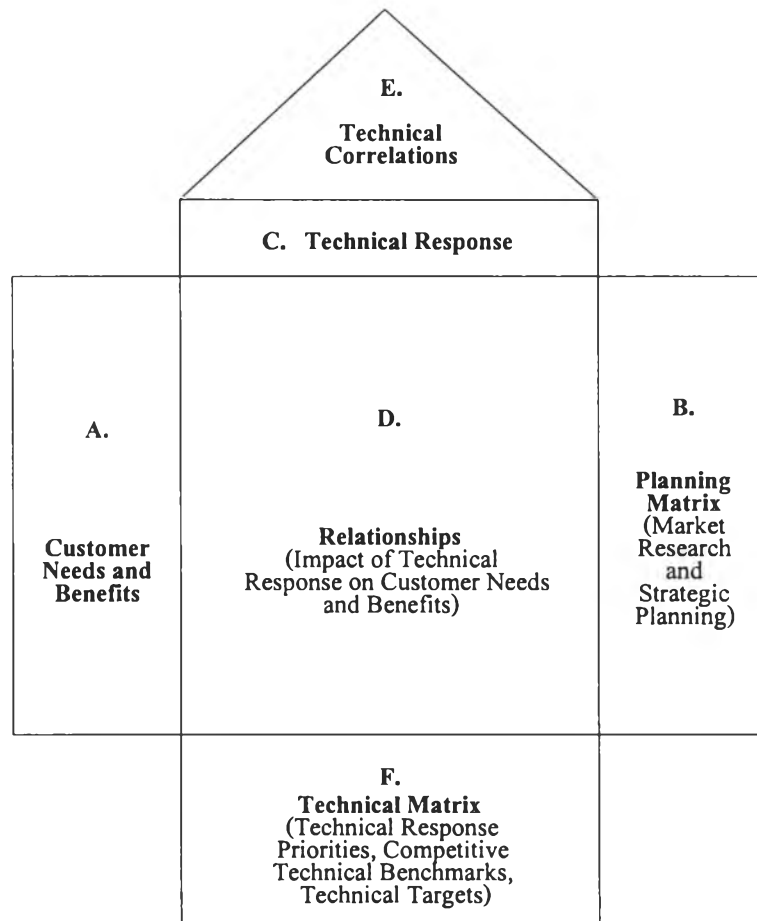 E.
Technical
Correlations
C. Technical Response
A.
Customer
Needs and
Benefits
D.
Relationships
(Impact of Technical
Response on Customer Needs
and Benefits)
B.
Planning
Matrix
(Market
Research
and
Strategic
Planning)
F.
Technical Matrix
(Technical Response
Priorities, Competitive
Technical Benchmarks,
Technical Targets)